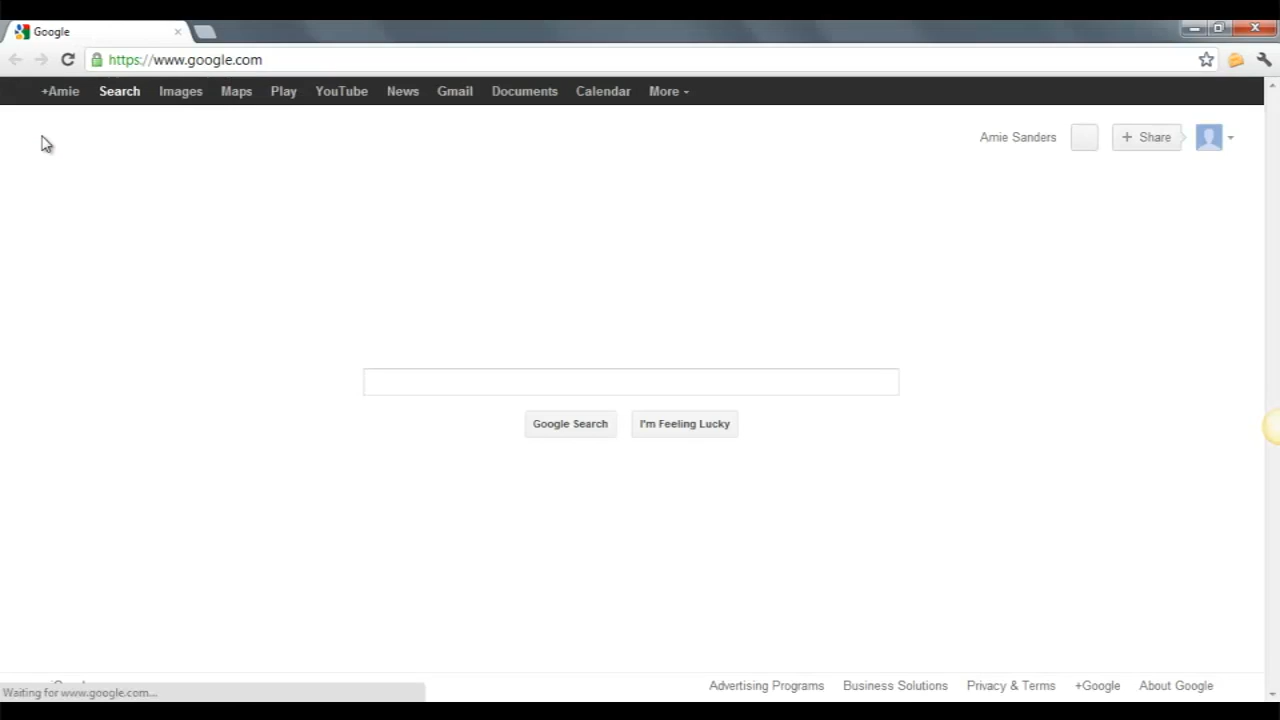 Google
https://www.google.com
+Amie Search Images Maps Play YouTube News Gmail Documents Calendar More
Amie Sanders + Share
Google Search I'm Feeling Lucky
Waiting for www.google.com...
Advertising Programs Business Solutions Privacy & Terms +Google About Google